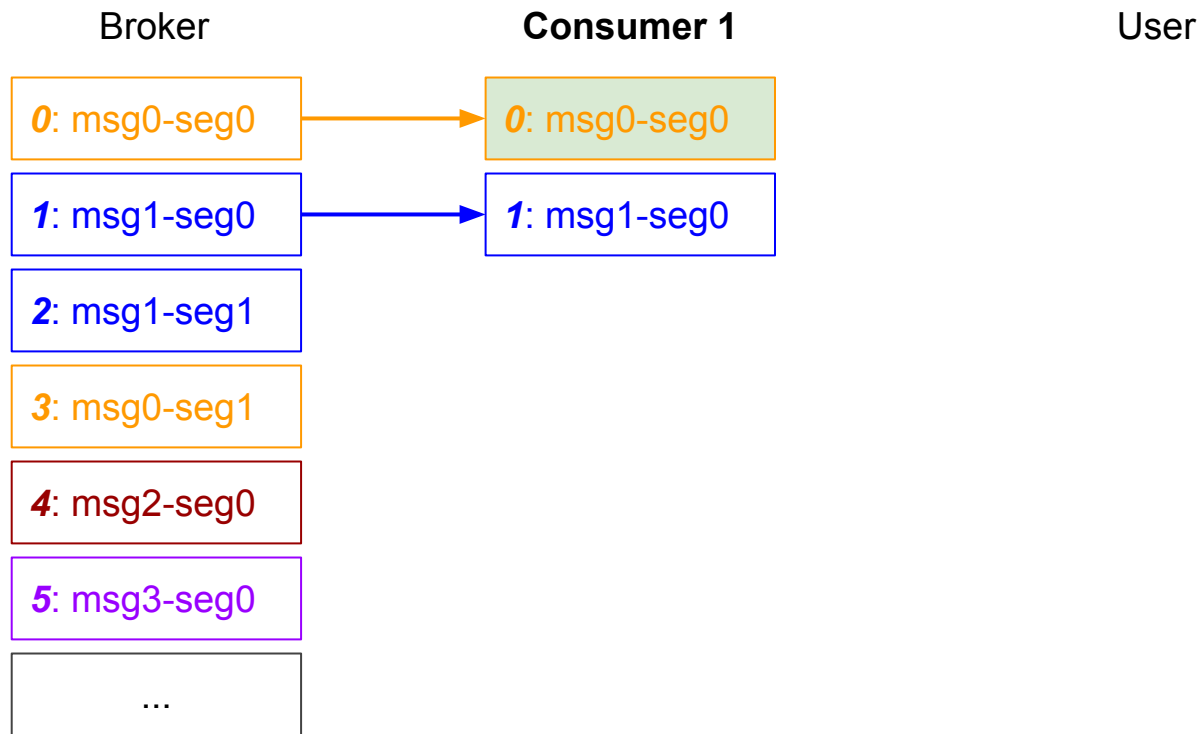 Broker Consumer 1 User
0: msg0-seg0 0: msg0-seg0
1: msg1-seg0 1: msg1-seg0
2: msg1-seg1
3: msg0-seg1
4: msg2-seg0
5: msg3-seg0
...